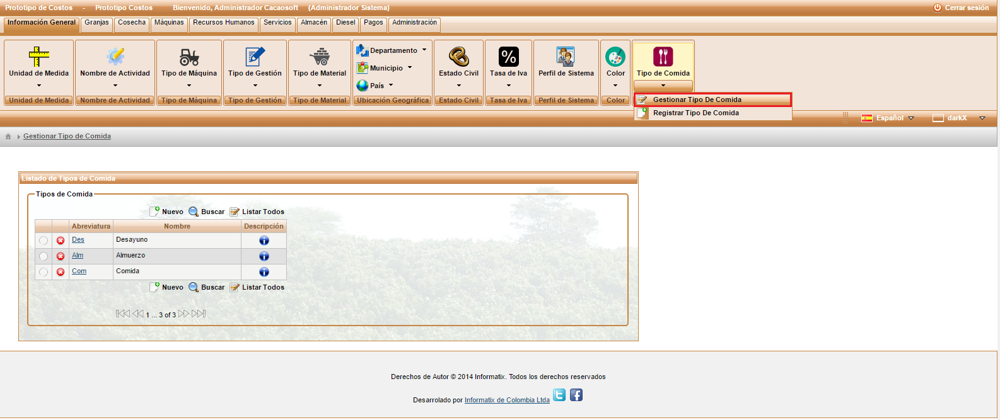 Prototipo de Costos - Prototipo Costos Bienvenido, Administrador Cacaosoft (Administrador Sistema) Cerrar sesión
Información General Granjas Cosecha Máquinas Recursos Humanos Servicios Almacén Diesel Pagos Administración
Departamento
Municipio
País
Unidad de Medida Nombre de Actividad Tipo de Máquina Tipo de Gestión Tipo de Material Estado Civil Tasa de Iva Perfil de Sistema Color Tipo de Comida
Unidad de Medida Nombre de Actividad Tipo de Máquina Tipo de Gestión Tipo de Material Ubicación Geográfica Estado Civil Tasa de Iva Perfil de Sistema Color
Gestionar Tipo De Comida
Registrar Tipo De Comida
Español darkX
Gestionar Tipo de Comida
Listado de Tipos de Comida
Tipos de Comida
Nuevo Buscar Listar Todos
Abreviatura Nombre Descripción
Des Desayuno
Alm Almuerzo
Com Comida
Nuevo Buscar Listar Todos
1 ... 3 of 3
Derechos de Autor © 2014 Informatix. Todos los derechos reservados
Desarrolado por Informatix de Colombia Ltda